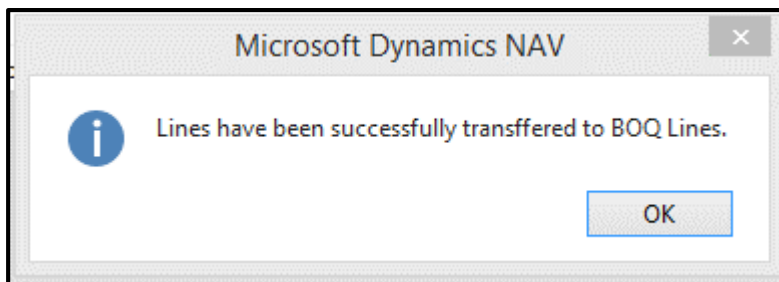 Microsoft Dynamics NAV
Lines have been successfully transffered to BOQ Lines.
OK